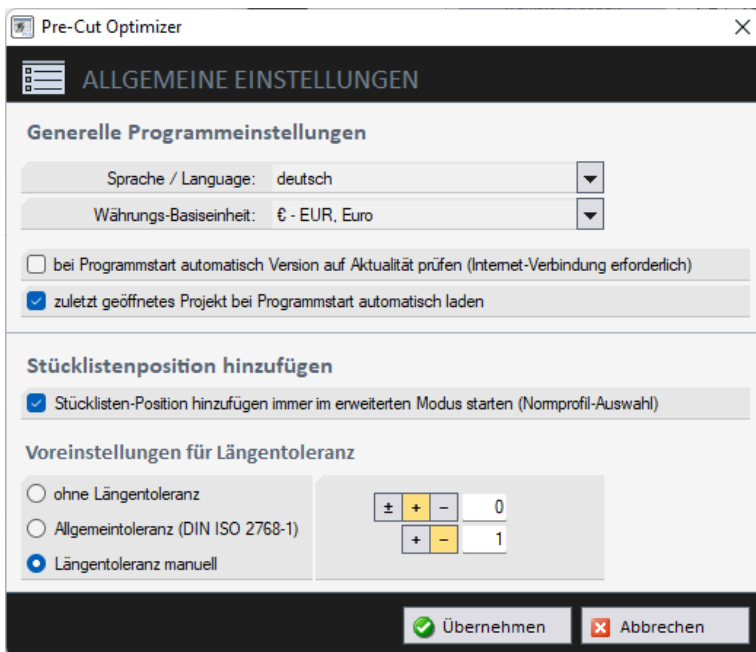 Pre-Cut Optimizer
ALLGEMEINE EINSTELLUNGEN
Generelle Programmeinstellungen
Sprache / Language: deutsch
Währungs-Basiseinheit: € - EUR, Euro
bei Programmstart automatisch Version auf Aktualität prüfen (Internet-Verbindung erforderlich)
zuletzt geöffnetes Projekt bei Programmstart automatisch laden
Stücklistenposition hinzufügen
Stücklisten-Position hinzufügen immer im erweiterten Modus starten (Normprofil-Auswahl)
Voreinstellungen für Längentoleranz
ohne Längentoleranz
± + − 0
Allgemeintoleranz (DIN ISO 2768-1)
+ − 1
Längentoleranz manuell
Übernehmen Abbrechen